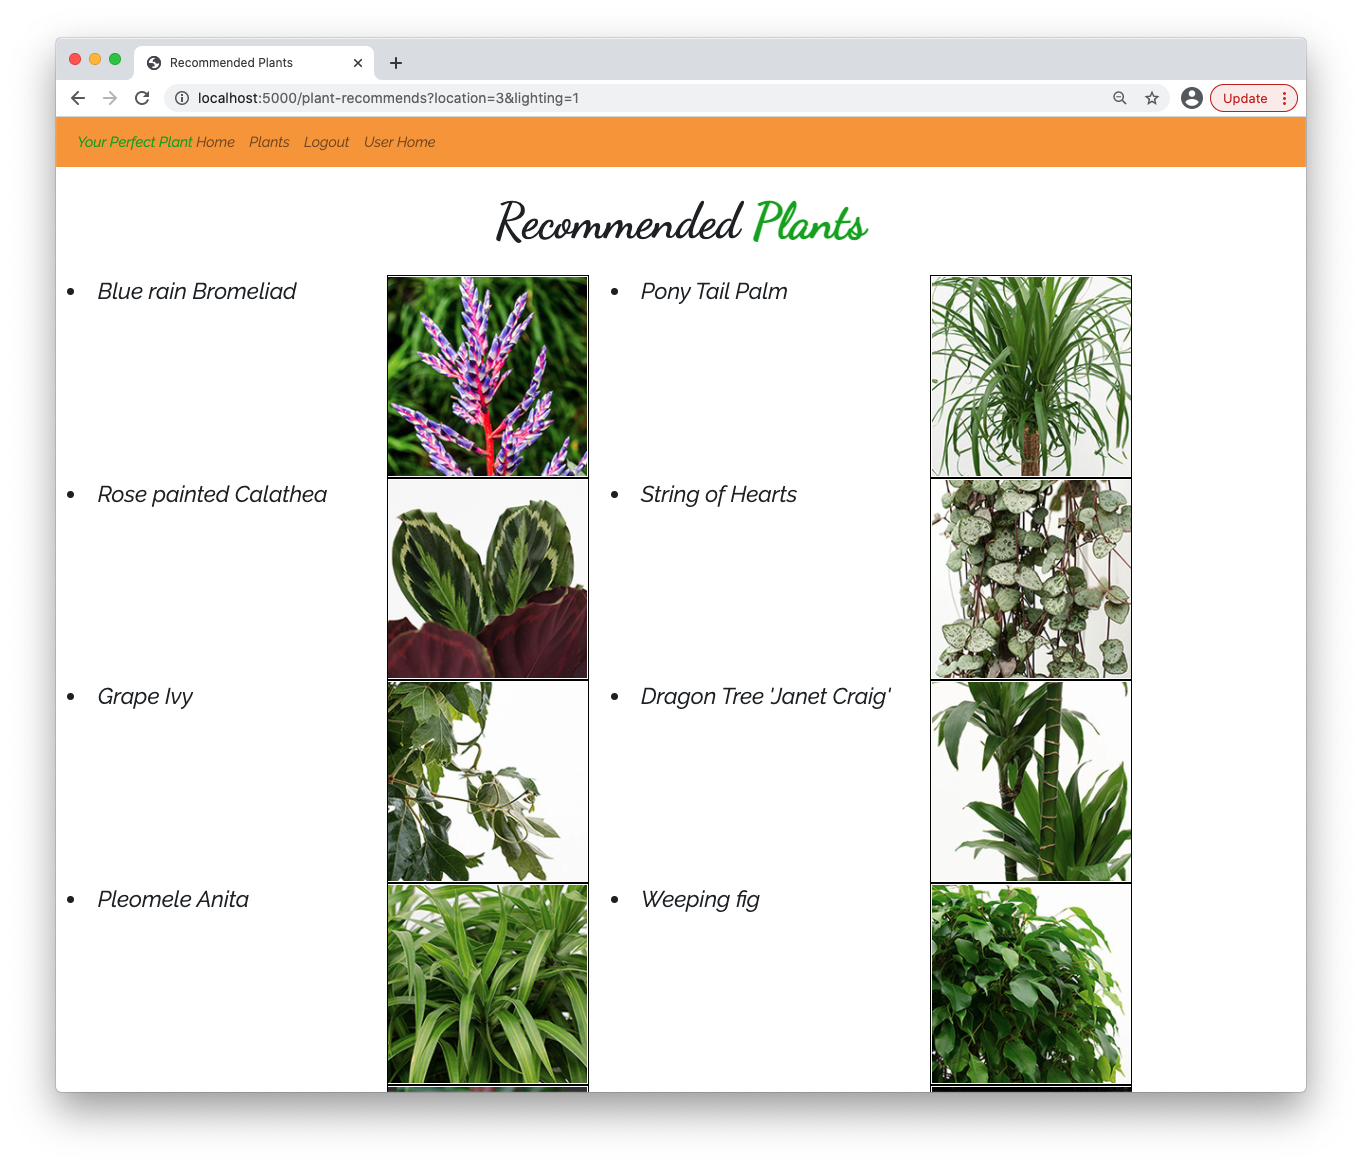 Recommended Plants
localhost:5000/plant-recommends?location=3&lighting=1
Update
Your Perfect Plant Home Plants Logout User Home
Recommended Plants
Blue rain Bromeliad
Pony Tail Palm
Rose painted Calathea
String of Hearts
Grape Ivy
Dragon Tree 'Janet Craig'
Pleomele Anita
Weeping fig